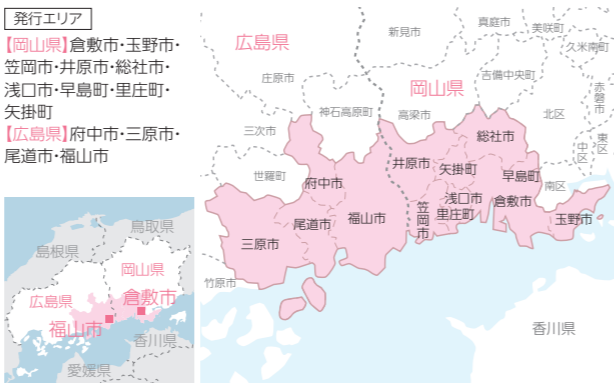 発行エリア
【岡山県】倉敷市・玉野市・
笠岡市・井原市・総社市・
浅口市・早島町・里庄町・
矢掛町
【広島県】府中市・三原市・
尾道市・福山市
広島県
岡山県
新見市
真庭市
美咲町
久米南町
庄原市
吉備中央町
赤磐市
神石高原町
高梁市
北区
東区
中区
三次市
総社市
世羅町
府中市
井原市
矢掛町
早島町
南区
浅口市
倉敷市
里庄町
笠岡市
玉野市
尾道市
福山市
三原市
竹原市
香川県
鳥取県
島根県
岡山県
広島県
倉敷市
福山市
香川県
愛媛県